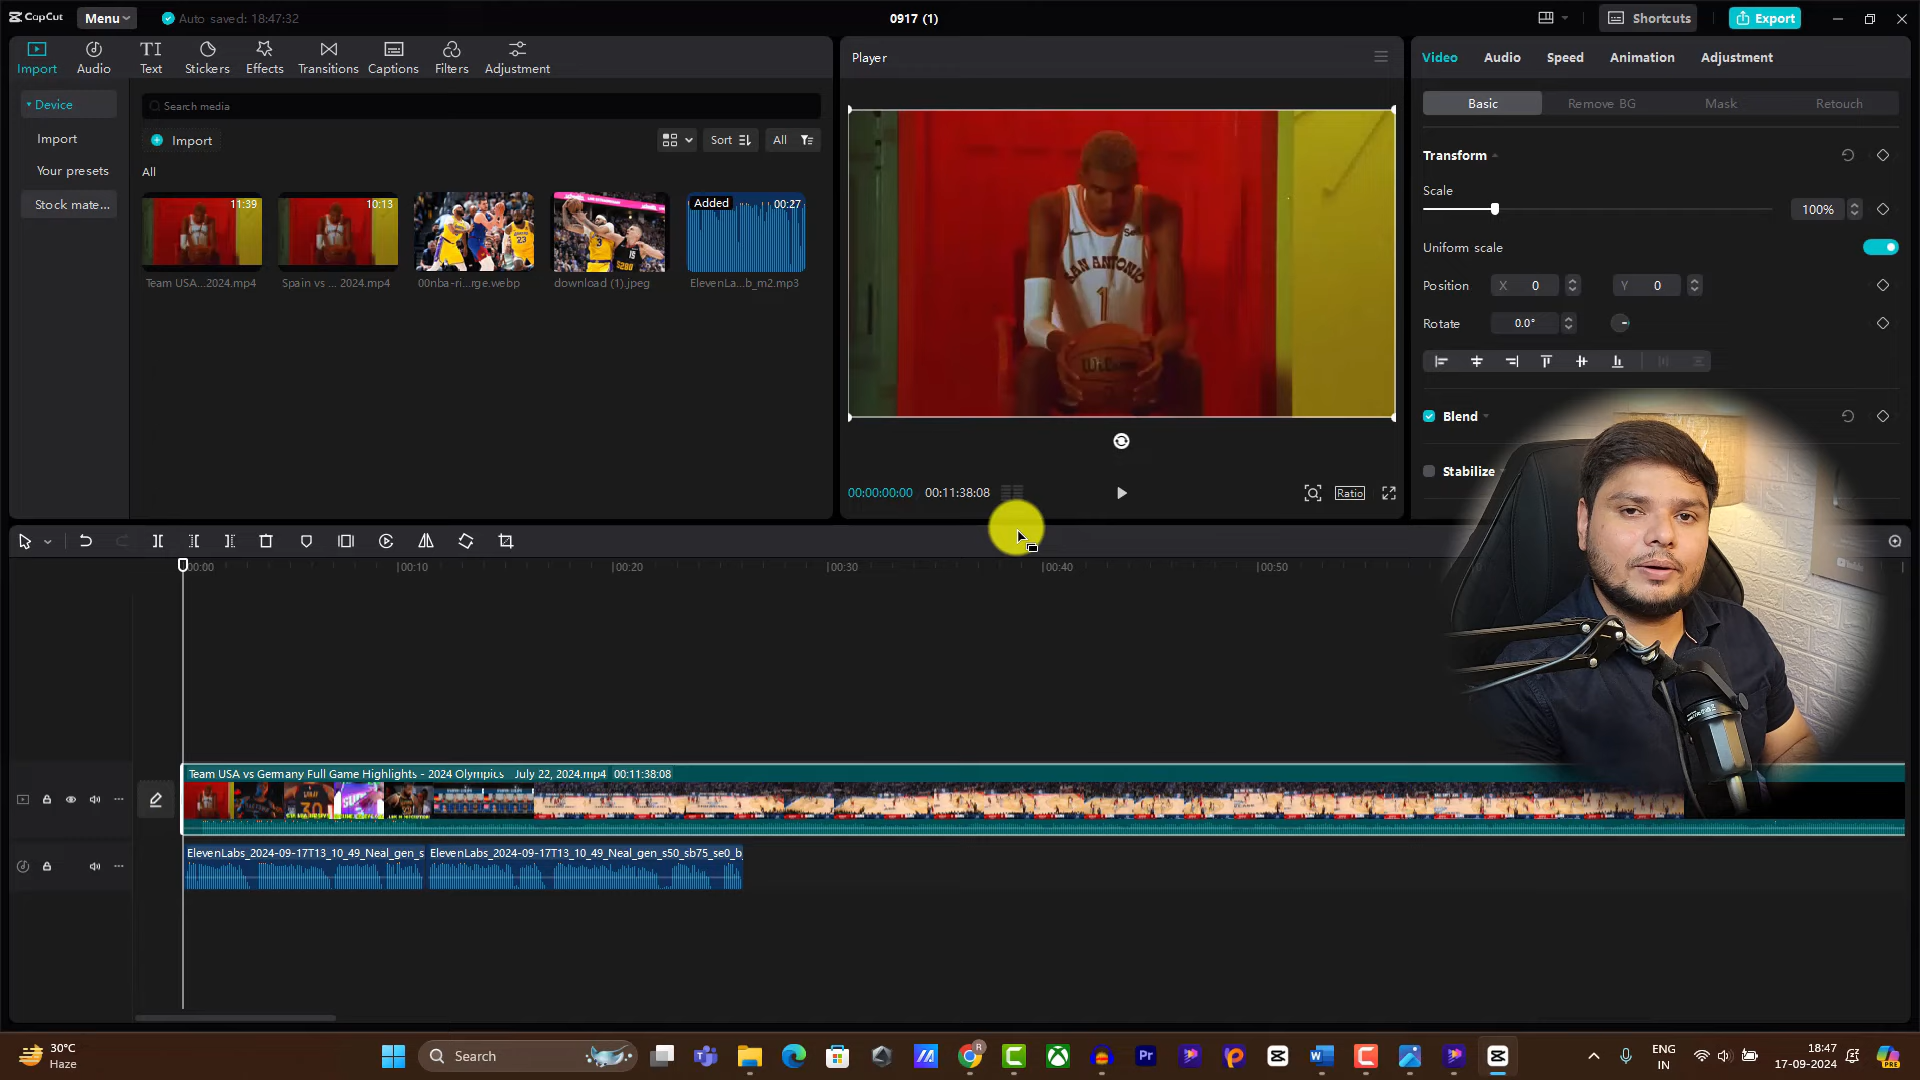 CapCut
Menu
Auto saved: 18:47:32
0917 (1)
Shortcuts
Export
Import
Audio
TI
Text
Stickers
Effects
Transitions
Captions
Filters
Adjustment
Device
Import
Your presets
Stock mate...
Search media
Import
Sort
All
All
11:39
10:13
Added
00:27
Team USA...2024.mp4
Spain vs ... 2024.mp4
00nba-ri...rge.webp
download (1).jpeg
ElevenLa...b_m2.mp3
Player
SAN ANTONIO
1
00:00:00:00
00:11:38:08
Ratio
Video
Audio
Speed
Animation
Adjustment
Basic
Remove BG
Mask
Retouch
Transform
Scale
100%
Uniform scale
Position
X 0
Y 0
Rotate
0.0°
Blend
Stabilize
00:00
00:10
00:20
00:30
00:40
00:50
Team USA vs Germany Full Game Highlights - 2024 Olympics July 22, 2024.mp4 00:11:38:08
ElevenLabs_2024-09-17T13_10_49_Neal_gen_s
ElevenLabs_2024-09-17T13_10_49_Neal_gen_s50_sb75_se0_b
30°C
Haze
Search
Pr
ENG
IN
18:47
17-09-2024
PRE